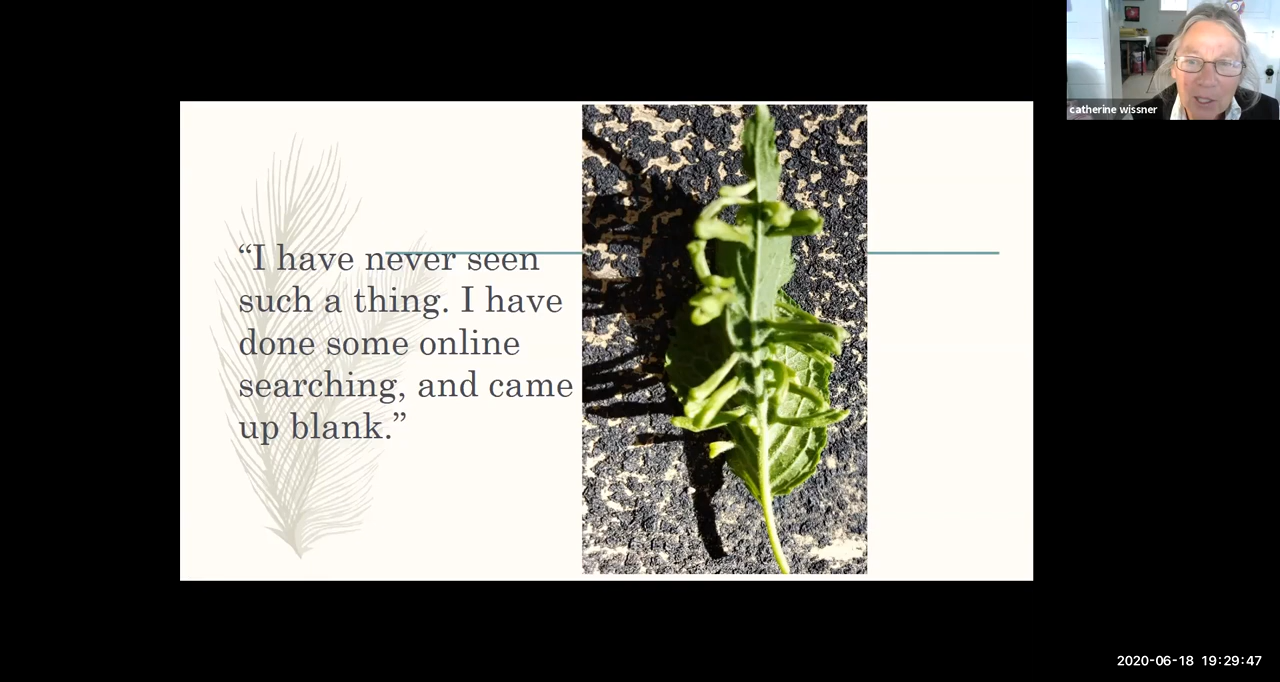 catherine wissner
“I have never seen
such a thing. I have
done some online
searching, and came
up blank.”
2020-06-18 19:29:47